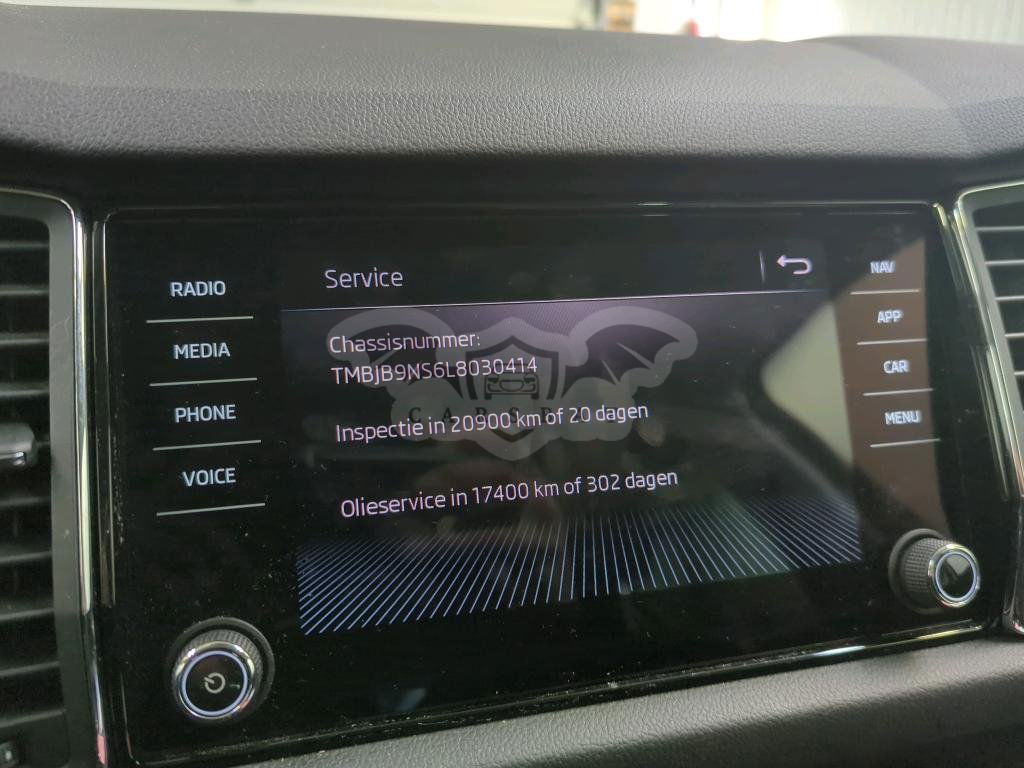 Service
NAV
RADIO
APP
Chassisnummer:
MEDIA
TMBJB9NS6L8030414
CAR
PHONE
Inspectie in 20900 km of 20 dagen
MENU
VOICE
Olieservice in 17400 km of 302 dagen